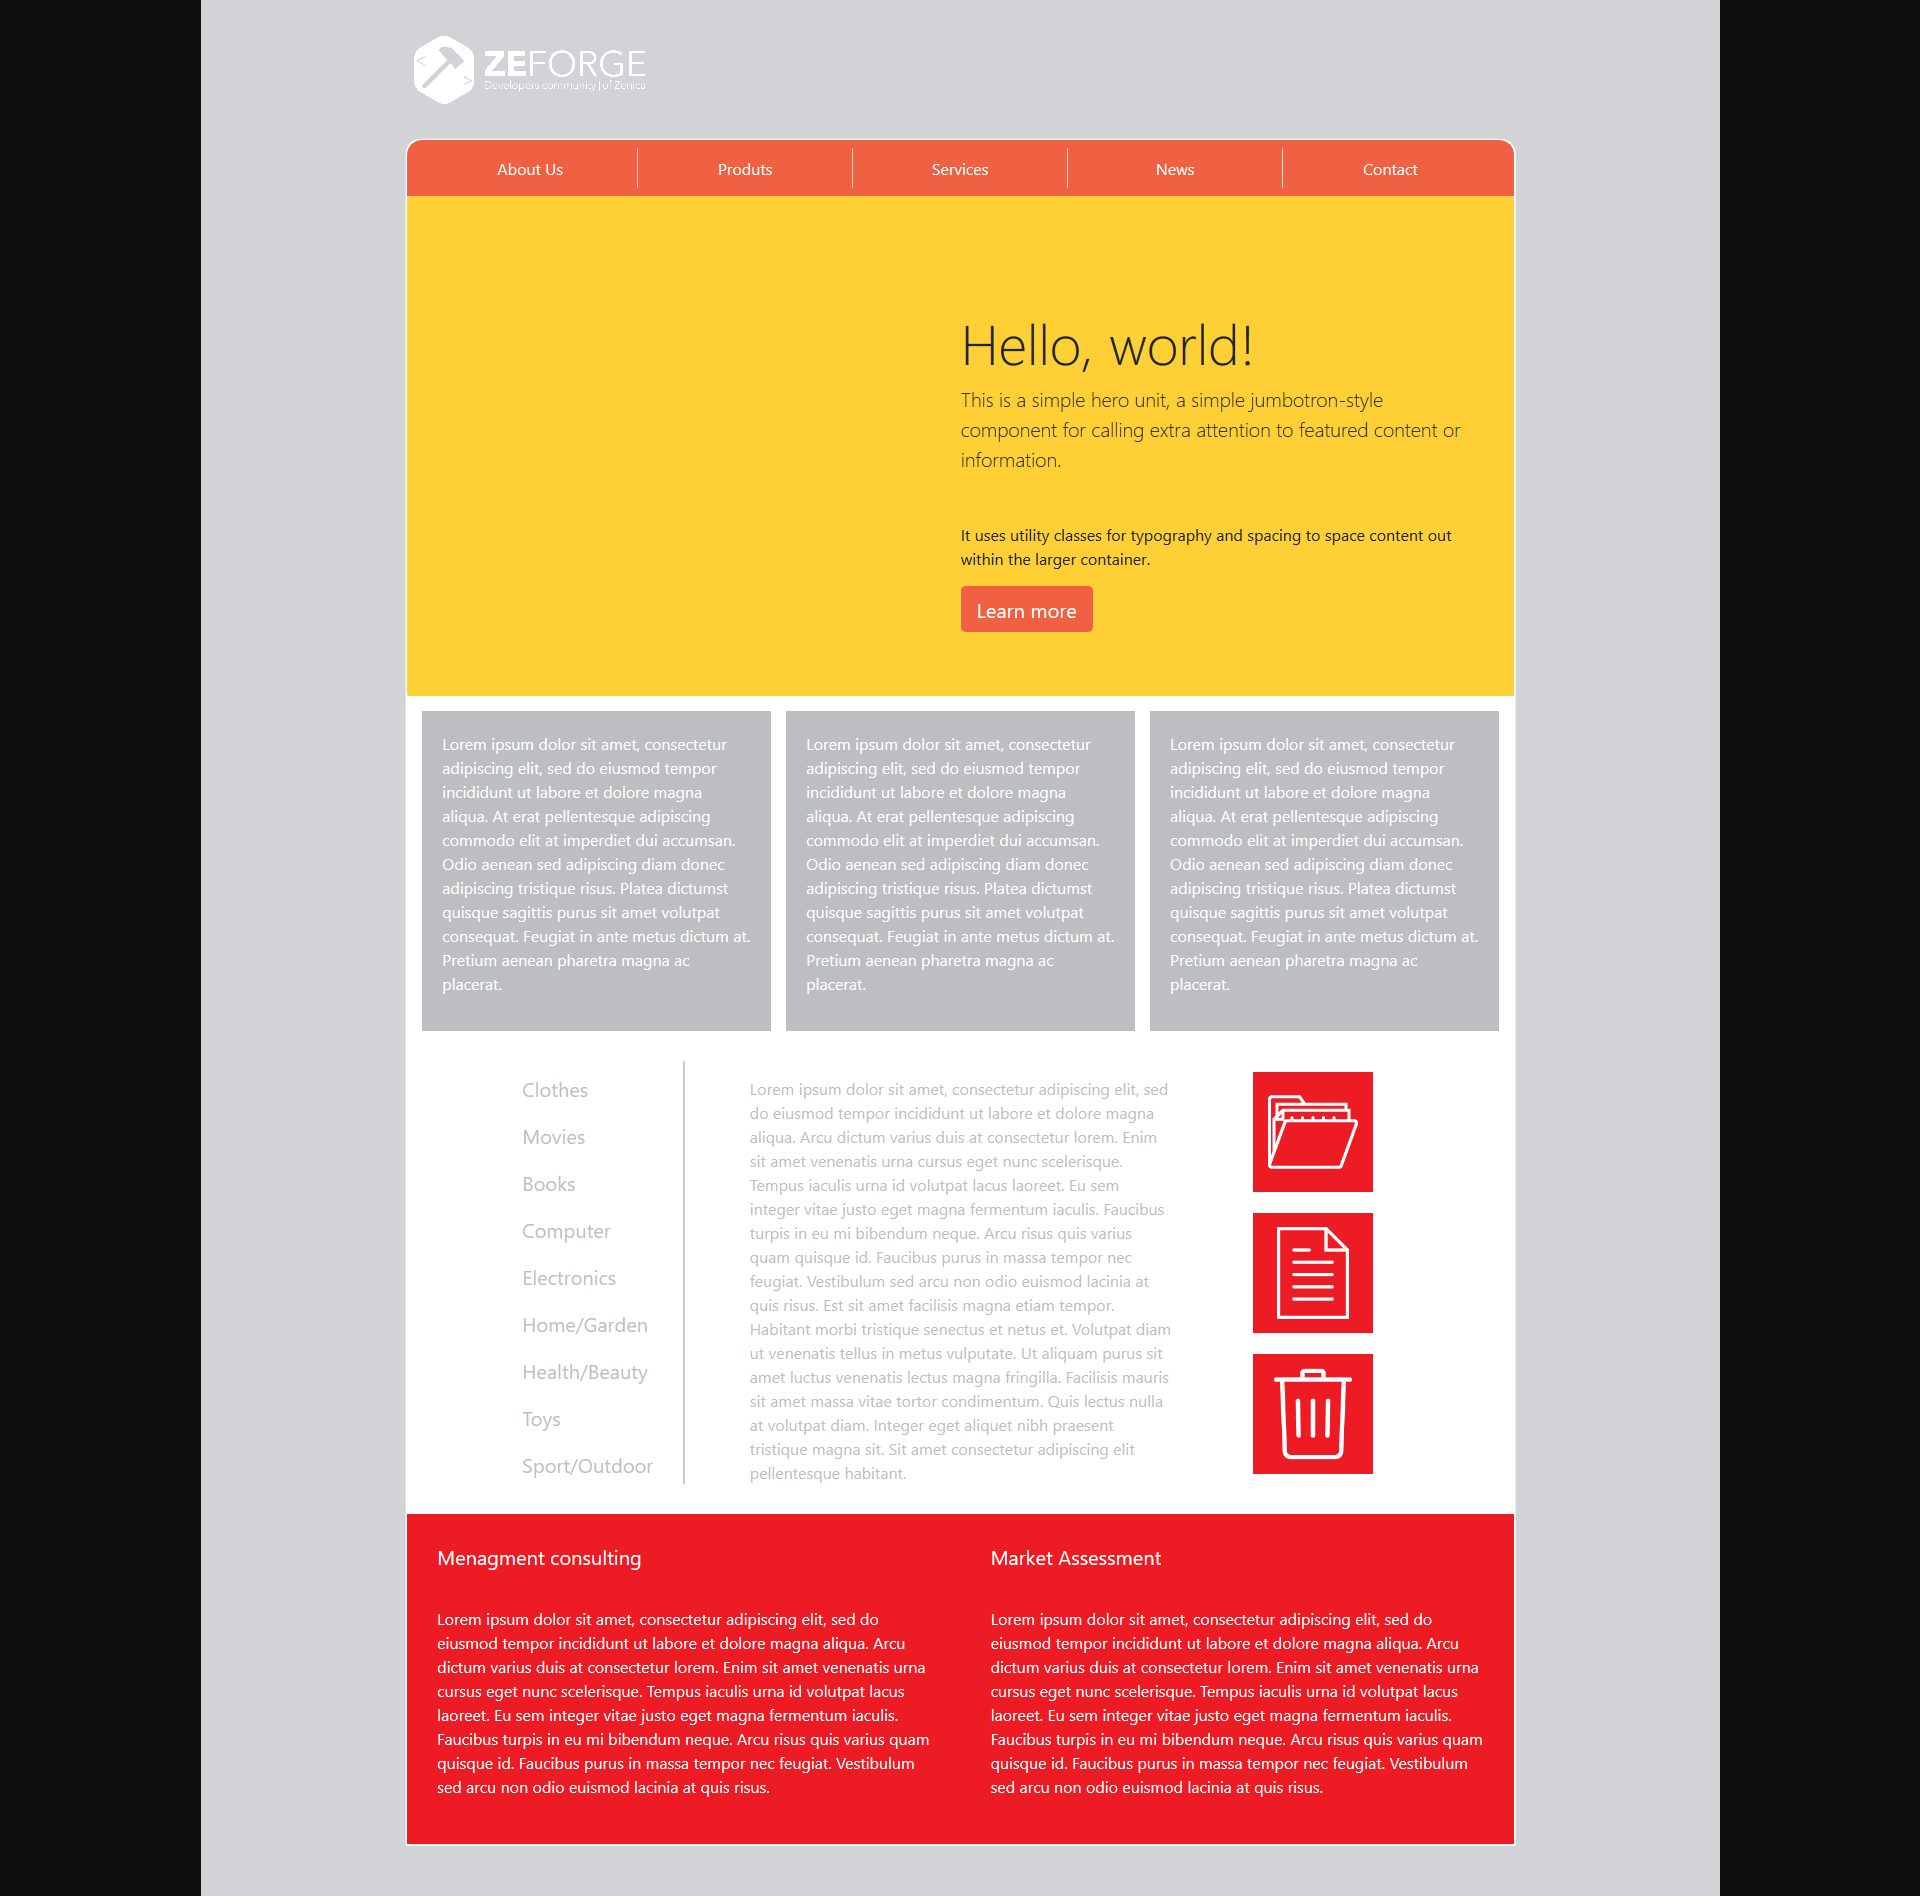 ZEFORGE
Developers community | of Zenica
About Us
Produts
Services
News
Contact
Hello, world!
This is a simple hero unit, a simple jumbotron-style
component for calling extra attention to featured content or
information.
It uses utility classes for typography and spacing to space content out
within the larger container.
Learn more
Lorem ipsum dolor sit amet, consectetur
adipiscing elit, sed do eiusmod tempor
incididunt ut labore et dolore magna
aliqua. At erat pellentesque adipiscing
commodo elit at imperdiet dui accumsan.
Odio aenean sed adipiscing diam donec
adipiscing tristique risus. Platea dictumst
quisque sagittis purus sit amet volutpat
consequat. Feugiat in ante metus dictum at.
Pretium aenean pharetra magna ac
placerat.
Lorem ipsum dolor sit amet, consectetur
adipiscing elit, sed do eiusmod tempor
incididunt ut labore et dolore magna
aliqua. At erat pellentesque adipiscing
commodo elit at imperdiet dui accumsan.
Odio aenean sed adipiscing diam donec
adipiscing tristique risus. Platea dictumst
quisque sagittis purus sit amet volutpat
consequat. Feugiat in ante metus dictum at.
Pretium aenean pharetra magna ac
placerat.
Lorem ipsum dolor sit amet, consectetur
adipiscing elit, sed do eiusmod tempor
incididunt ut labore et dolore magna
aliqua. At erat pellentesque adipiscing
commodo elit at imperdiet dui accumsan.
Odio aenean sed adipiscing diam donec
adipiscing tristique risus. Platea dictumst
quisque sagittis purus sit amet volutpat
consequat. Feugiat in ante metus dictum at.
Pretium aenean pharetra magna ac
placerat.
Clothes
Movies
Books
Computer
Electronics
Home/Garden
Health/Beauty
Toys
Sport/Outdoor
Lorem ipsum dolor sit amet, consectetur adipiscing elit, sed
do eiusmod tempor incididunt ut labore et dolore magna
aliqua. Arcu dictum varius duis at consectetur lorem. Enim
sit amet venenatis urna cursus eget nunc scelerisque.
Tempus iaculis urna id volutpat lacus laoreet. Eu sem
integer vitae justo eget magna fermentum iaculis. Faucibus
turpis in eu mi bibendum neque. Arcu risus quis varius
quam quisque id. Faucibus purus in massa tempor nec
feugiat. Vestibulum sed arcu non odio euismod lacinia at
quis risus. Est sit amet facilisis magna etiam tempor.
Habitant morbi tristique senectus et netus et. Volutpat diam
ut venenatis tellus in metus vulputate. Ut aliquam purus sit
amet luctus venenatis lectus magna fringilla. Facilisis mauris
sit amet massa vitae tortor condimentum. Quis lectus nulla
at volutpat diam. Integer eget aliquet nibh praesent
tristique magna sit. Sit amet consectetur adipiscing elit
pellentesque habitant.
Menagment consulting
Lorem ipsum dolor sit amet, consectetur adipiscing elit, sed do
eiusmod tempor incididunt ut labore et dolore magna aliqua. Arcu
dictum varius duis at consectetur lorem. Enim sit amet venenatis urna
cursus eget nunc scelerisque. Tempus iaculis urna id volutpat lacus
laoreet. Eu sem integer vitae justo eget magna fermentum iaculis.
Faucibus turpis in eu mi bibendum neque. Arcu risus quis varius quam
quisque id. Faucibus purus in massa tempor nec feugiat. Vestibulum
sed arcu non odio euismod lacinia at quis risus.
Market Assessment
Lorem ipsum dolor sit amet, consectetur adipiscing elit, sed do
eiusmod tempor incididunt ut labore et dolore magna aliqua. Arcu
dictum varius duis at consectetur lorem. Enim sit amet venenatis urna
cursus eget nunc scelerisque. Tempus iaculis urna id volutpat lacus
laoreet. Eu sem integer vitae justo eget magna fermentum iaculis.
Faucibus turpis in eu mi bibendum neque. Arcu risus quis varius quam
quisque id. Faucibus purus in massa tempor nec feugiat. Vestibulum
sed arcu non odio euismod lacinia at quis risus.